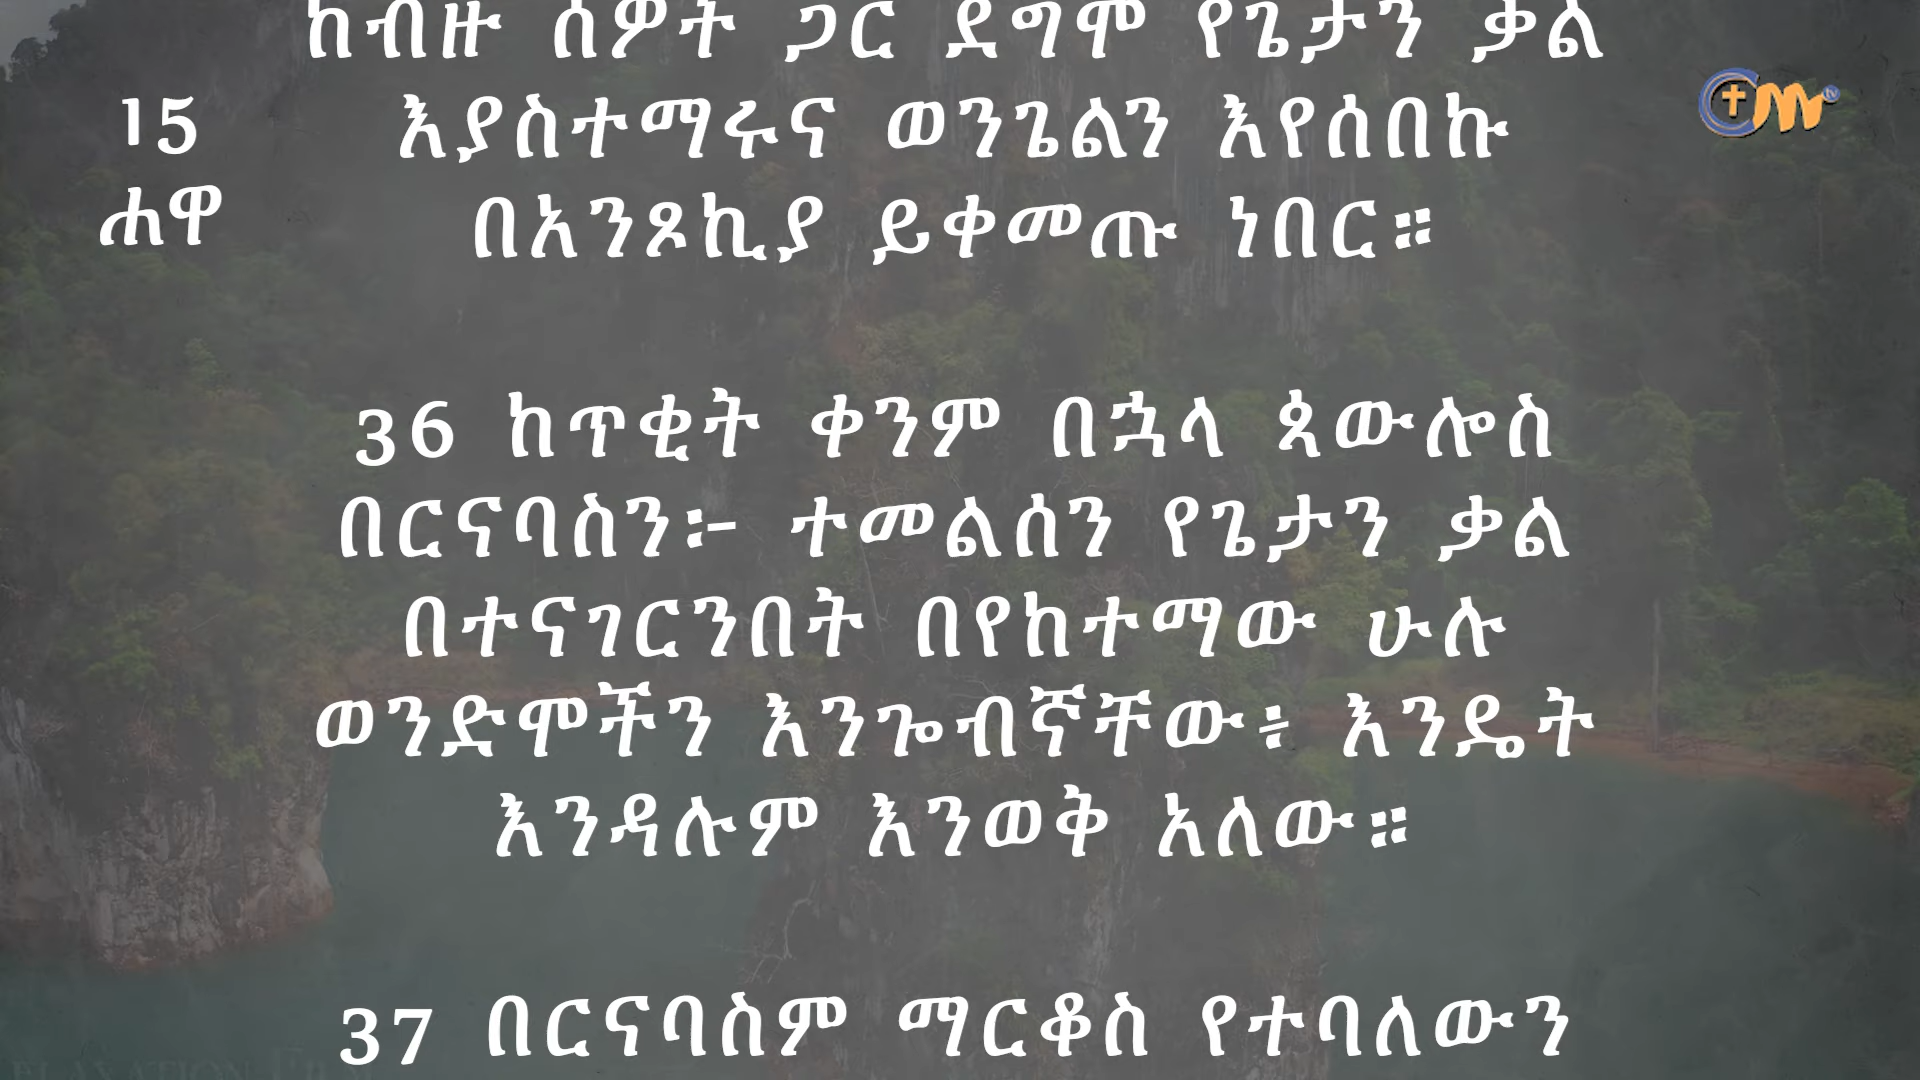 ከብዙ ሰዎች ጋር ደግሞ የጌታን ቃል
15
ሐዋ
እያስተማሩና ወንጌልን እየሰበኩ
በአንጾኪያ ይቀመጡ ነበር።
36 ከጥቂት ቀንም በኋላ ጳውሎስ
በርናባስን፦ ተመልሰን የጌታን ቃል
በተናገርንበት በየከተማው ሁሉ
ወንድሞችን እንጐብኛቸው፥ እንዴት
እንዳሉም እንወቅ አለው።
37 በርናባስም ማርቆስ የተባለውን